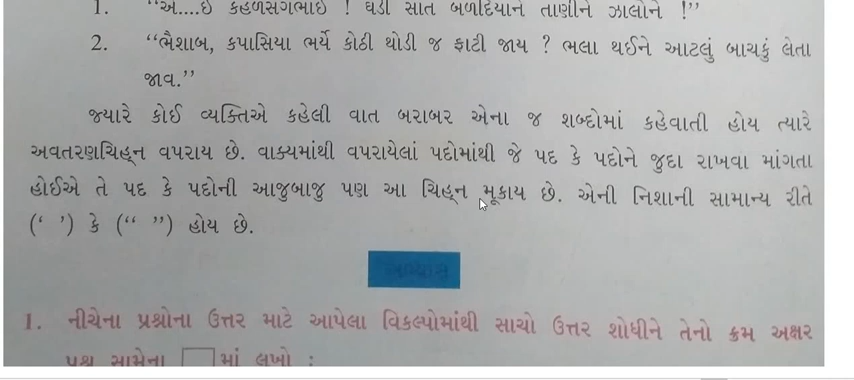 1. “અ....ઇ કહળસંગભાઇ ! ઘડી સાત બળદિયાને તાણીને ઝાલોને !”
2. “ભૈશાબ, કપાસિયા ભર્યે કોઠી થોડી જ ફાટી જાય ? ભલા થઈને આટલું બાચકું લેતા
જાવ.”
જ્યારે કોઈ વ્યક્તિએ કહેલી વાત બરાબર એના જ શબ્દોમાં કહેવાતી હોય ત્યારે
અવતરણચિહ્ન વપરાય છે. વાક્યમાંથી વપરાયેલાં પદોમાંથી જે પદ કે પદોને જુદા રાખવા માંગતા
હોઈએ તે પદ કે પદોની આજુબાજુ પણ આ ચિહ્ન મૂકાય છે. એની નિશાની સામાન્ય રીતે
(‘ ’) કે (“ ”) હોય છે.
અભ્યાસ
1. નીચેના પ્રશ્નોના ઉત્તર માટે આપેલા વિકલ્પોમાંથી સાચો ઉત્તર શોધીને તેનો ક્રમ અક્ષર
પ્રશ્ન સામેના માં લખો :